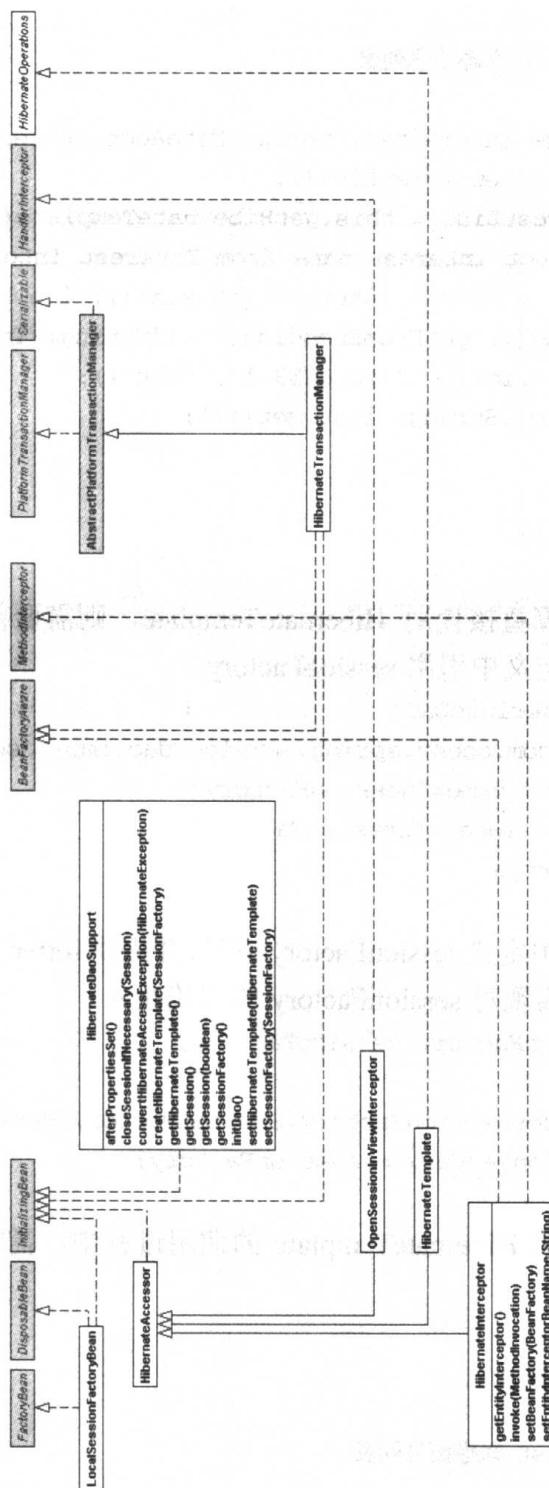 FactoryBean
DisposableBean
InitializingBean
BeanFactoryAware
MethodInterceptor
PlatformTransactionManager
Serializable
HandlerInterceptor
HibernateOperations
LocalSessionFactoryBean
HibernateDaoSupport
afterPropertiesSet()
closeSessionIfNecessary(Session)
convertHibernateAccessException(HibernateException)
createHibernateTemplate(SessionFactory)
getHibernateTemplate()
getSession()
getSession(boolean)
getSessionFactory()
initDao()
setHibernateTemplate(HibernateTemplate)
setSessionFactory(SessionFactory)
AbstractPlatformTransactionManager
HibernateAccessor
HibernateTransactionManager
OpenSessionInViewInterceptor
HibernateTemplate
HibernateInterceptor
getEntityInterceptor()
invoke(MethodInvocation)
setBeanFactory(BeanFactory)
setEntityInterceptorBeanName(String)